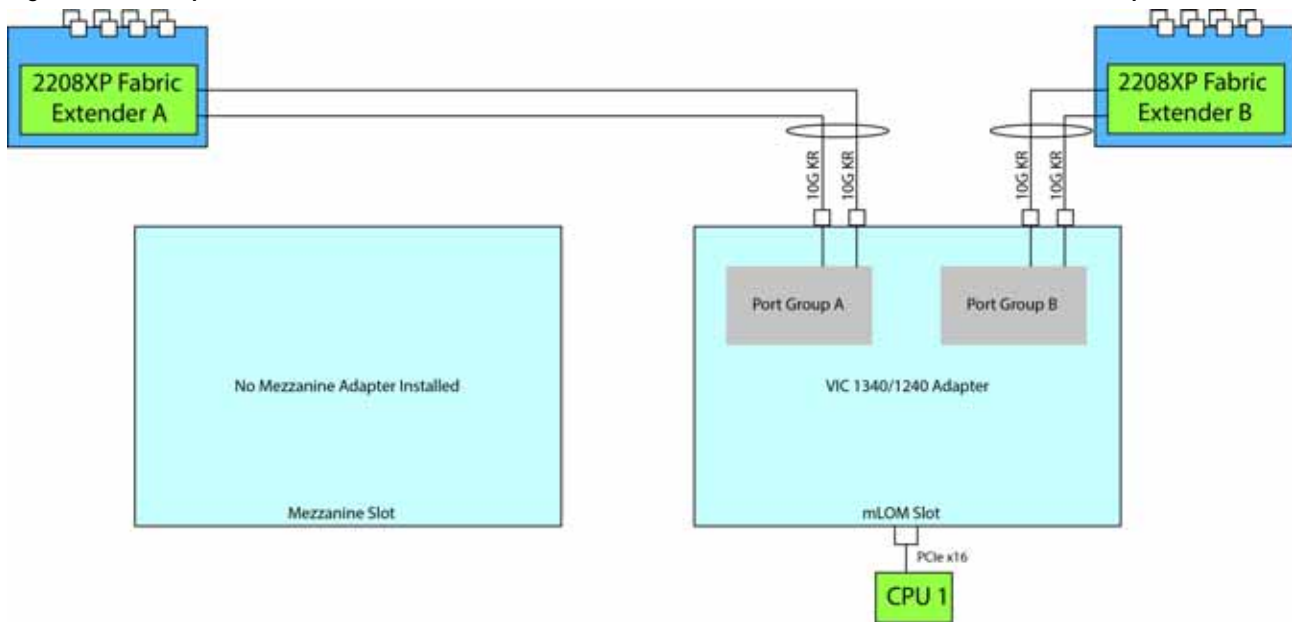 2208XP Fabric
Extender A
2208XP Fabric
Extender B
10G KR
10G KR
10G KR
10G KR
Port Group A
Port Group B
No Mezzanine Adapter Installed
VIC 1340/1240 Adapter
Mezzanine Slot
mLOM Slot
PCIe x16
CPU 1